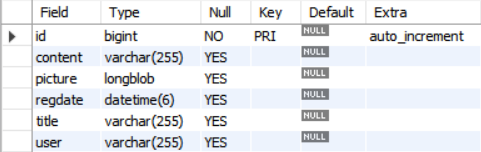 Field Type Null Key Default Extra
id bigint NO PRI NULL auto_increment
content varchar(255) YES NULL
picture longblob YES NULL
regdate datetime(6) YES NULL
title varchar(255) YES NULL
user varchar(255) YES NULL